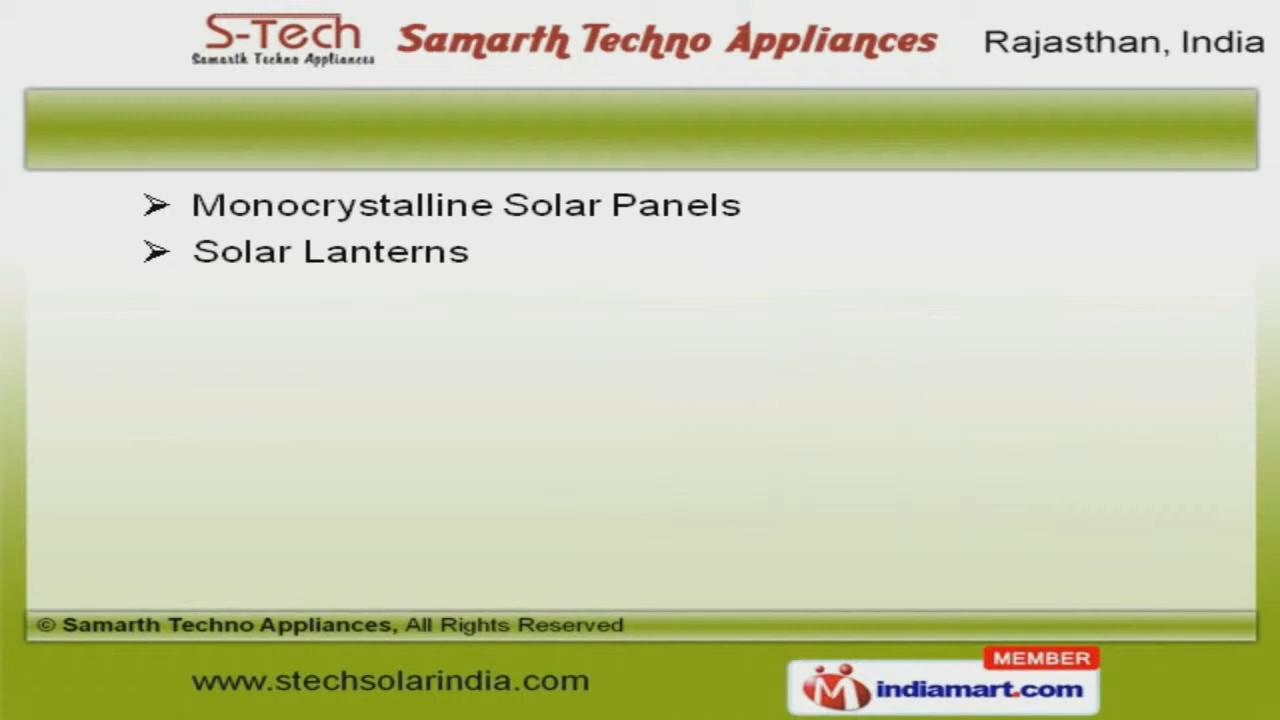 S-Tech
Samarth Techno Appliances
Samarth Techno Appliances
Rajasthan, India
➢ Monocrystalline Solar Panels
➢ Solar Lanterns
© Samarth Techno Appliances, All Rights Reserved
www.stechsolarindia.com
MEMBER
indiamart.com